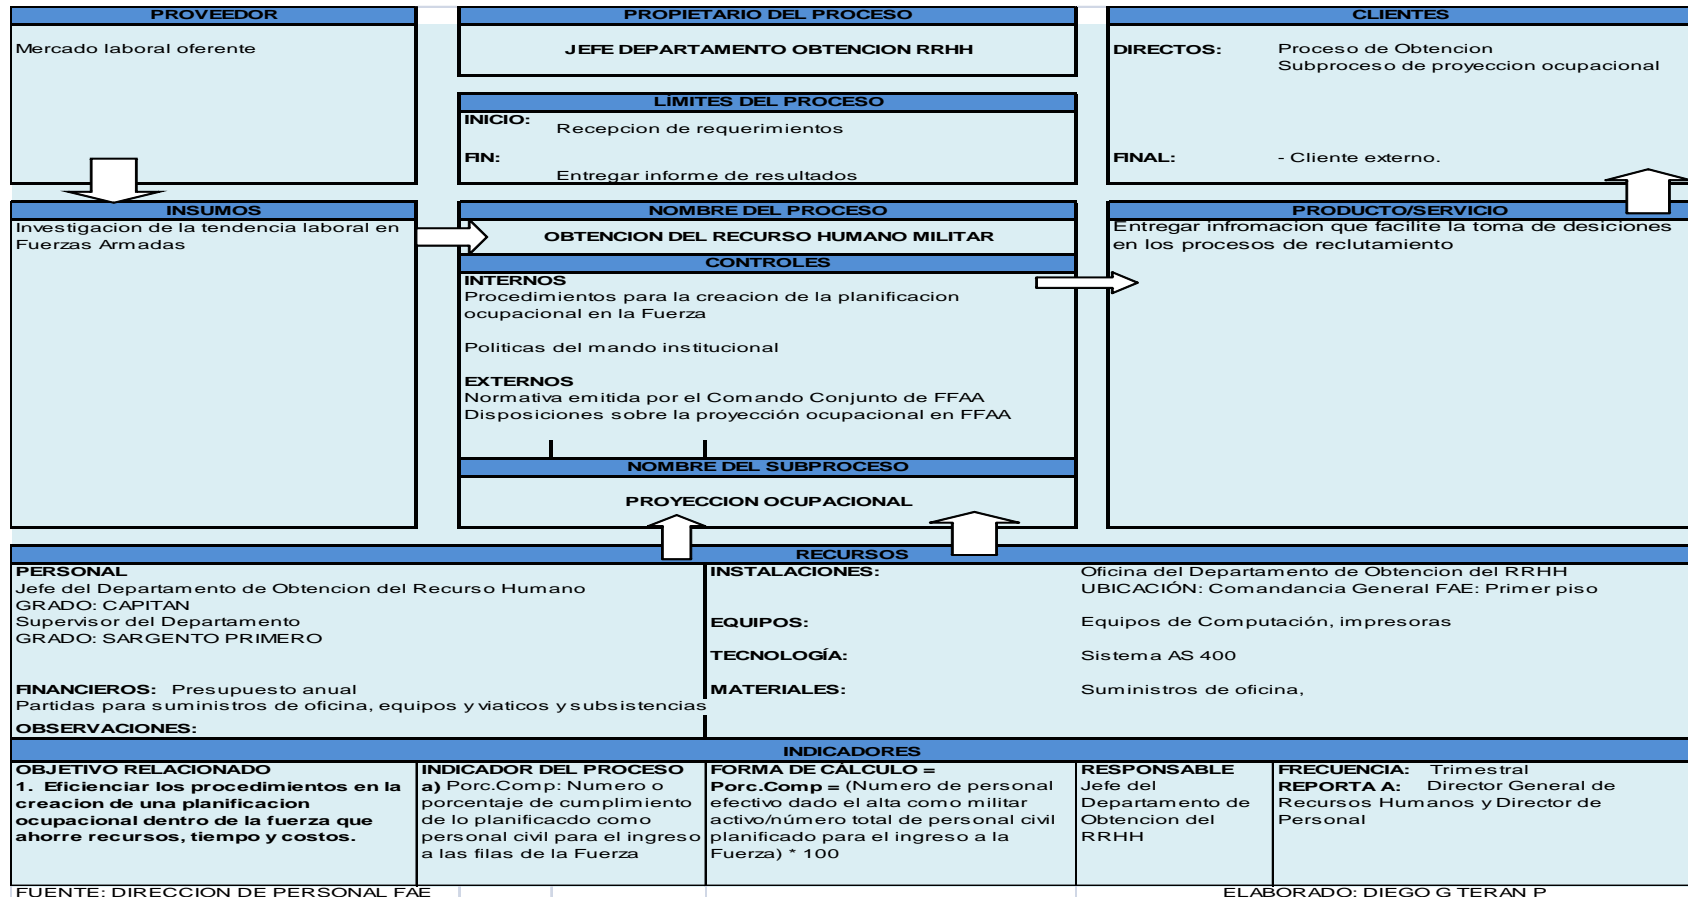 PROVEEDOR
Mercado laboral oferente
PROPIETARIO DEL PROCESO
JEFE DEPARTAMENTO OBTENCION RRHH
LÍMITES DEL PROCESO
INICIO:
Recepcion de requerimientos
FIN:
Entregar informe de resultados
CLIENTES
DIRECTOS: Proceso de Obtencion
Subproceso de proyeccion ocupacional
FINAL: - Cliente externo.
INSUMOS
Investigacion de la tendencia laboral en
Fuerzas Armadas
NOMBRE DEL PROCESO
OBTENCION DEL RECURSO HUMANO MILITAR
CONTROLES
INTERNOS
Procedimientos para la creacion de la planificacion
ocupacional en la Fuerza
Politicas del mando institucional
EXTERNOS
Normativa emitida por el Comando Conjunto de FFAA
Disposiciones sobre la proyección ocupacional en FFAA
NOMBRE DEL SUBPROCESO
PROYECCION OCUPACIONAL
PRODUCTO/SERVICIO
Entregar infromacion que facilite la toma de desiciones
en los procesos de reclutamiento
RECURSOS
PERSONAL
Jefe del Departamento de Obtencion del Recurso Humano
GRADO: CAPITAN
Supervisor del Departamento
GRADO: SARGENTO PRIMERO
FINANCIEROS: Presupuesto anual
Partidas para suministros de oficina, equipos y viaticos y subsistencias
OBSERVACIONES:
INSTALACIONES: Oficina del Departamento de Obtencion del RRHH
UBICACIÓN: Comandancia General FAE: Primer piso
EQUIPOS: Equipos de Computación, impresoras
TECNOLOGÍA: Sistema AS 400
MATERIALES: Suministros de oficina,
INDICADORES
OBJETIVO RELACIONADO
1. Eficienciar los procedimientos en la
creacion de una planificacion
ocupacional dentro de la fuerza que
ahorre recursos, tiempo y costos.
INDICADOR DEL PROCESO
a) Porc.Comp: Numero o
porcentaje de cumplimiento
de lo planificacdo como
personal civil para el ingreso
a las filas de la Fuerza
FORMA DE CÁLCULO =
Porc.Comp = (Numero de personal
efectivo dado el alta como militar
activo/número total de personal civil
planificado para el ingreso a la
Fuerza) * 100
RESPONSABLE
Jefe del
Departamento de
Obtencion del
RRHH
FRECUENCIA: Trimestral
REPORTA A: Director General de
Recursos Humanos y Director de
Personal
FUENTE: DIRECCION DE PERSONAL FAE
ELABORADO: DIEGO G TERAN P